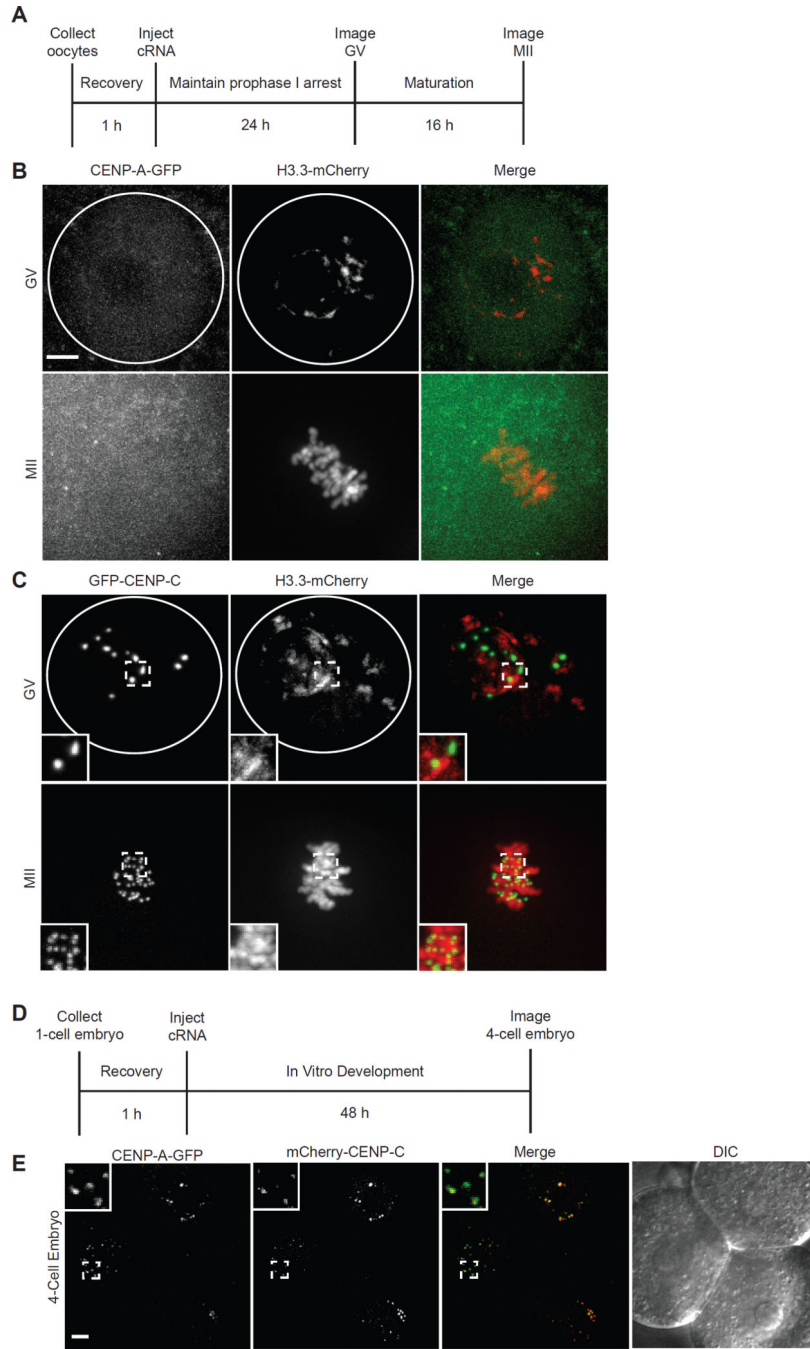 A
Collect oocytes
Inject cRNA
Image GV
Image MII
Recovery
Maintain prophase I arrest
Maturation
1 h
24 h
16 h
B
CENP-A-GFP
H3.3-mCherry
Merge
GV
MII
C
GFP-CENP-C
H3.3-mCherry
Merge
GV
MII
D
Collect 1-cell embryo
Inject cRNA
Image 4-cell embryo
Recovery
In Vitro Development
1 h
48 h
E
CENP-A-GFP
mCherry-CENP-C
Merge
DIC
4-Cell Embryo